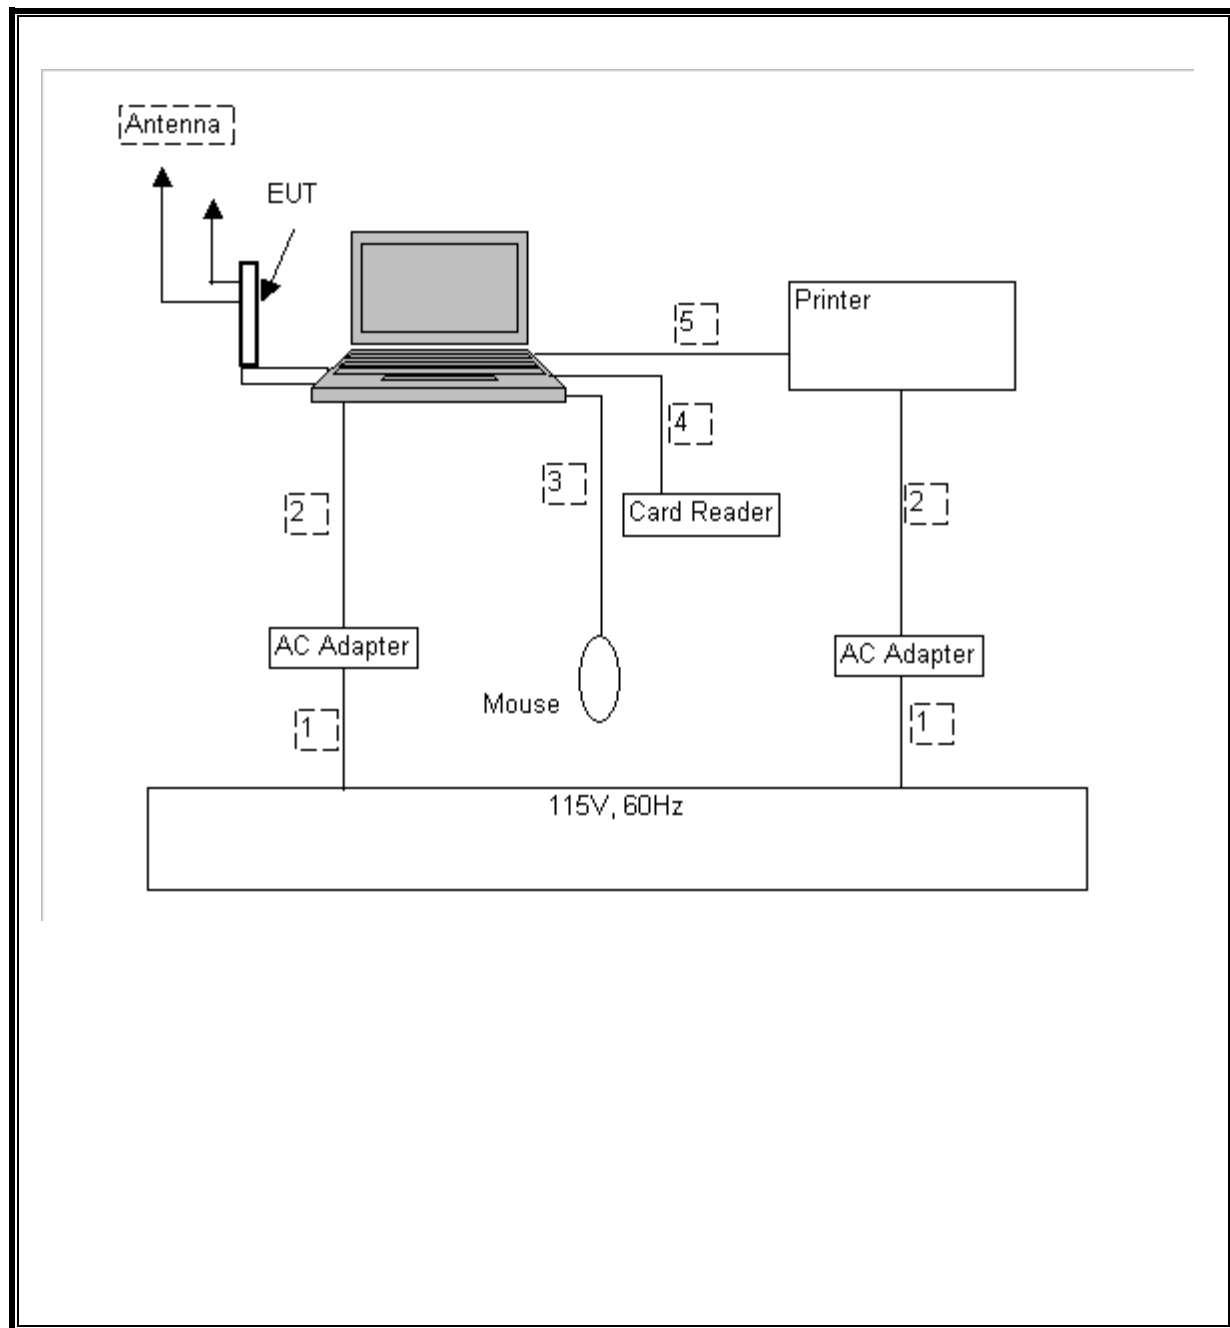 Antenna
EUT
Printer
5
4
3
Card Reader
2
2
AC Adapter
AC Adapter
Mouse
1
1
115V, 60Hz